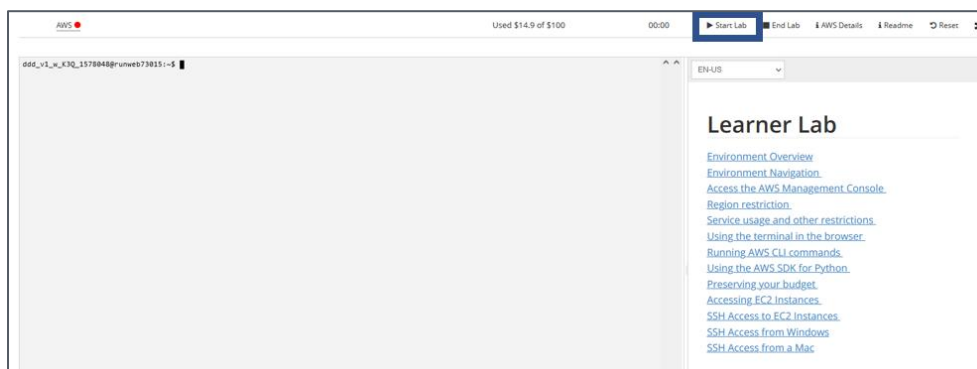 AWS Used $14.9 of $100 00:00 Start Lab End Lab AWS Details Readme Reset
ddd_v1_w_K3Q_1578048@runweb73015:~$
EN-US
Learner Lab
Environment Overview
Environment Navigation
Access the AWS Management Console
Region restriction
Service usage and other restrictions
Using the terminal in the browser
Running AWS CLI commands
Using the AWS SDK for Python
Preserving your budget
Accessing EC2 Instances
SSH Access to EC2 Instances
SSH Access from Windows
SSH Access from a Mac